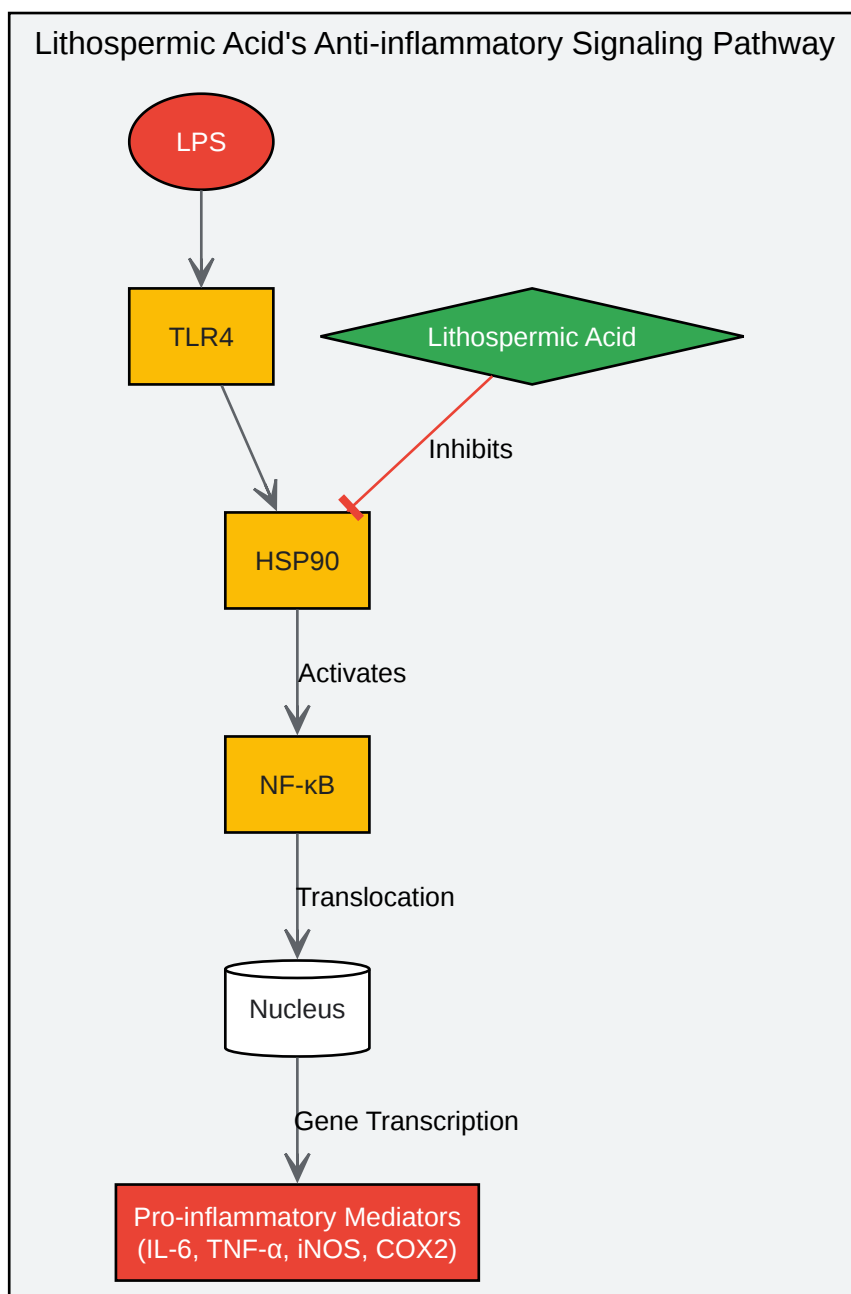 Lithospermic Acid's Anti-inflammatory Signaling Pathway
LPS
TLR4
Lithospermic Acid
Inhibits
HSP90
Activates
NF-κB
Translocation
Nucleus
Gene Transcription
Pro-inflammatory Mediators
(IL-6, TNF-α, iNOS, COX2)